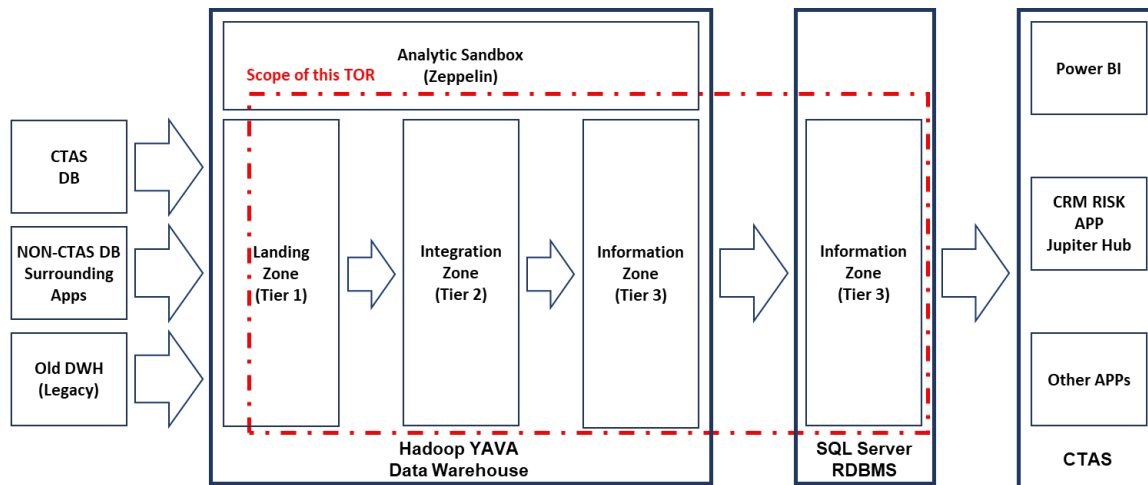 Analytic Sandbox
(Zeppelin)
Scope of this TOR
CTAS
DB
NON-CTAS DB
Surrounding
Apps
Old DWH
(Legacy)
Landing
Zone
(Tier 1)
Integration
Zone
(Tier 2)
Information
Zone
(Tier 3)
Hadoop YAVA
Data Warehouse
Information
Zone
(Tier 3)
SQL Server
RDBMS
Power BI
CRM RISK
APP
Jupiter Hub
Other APPs
CTAS